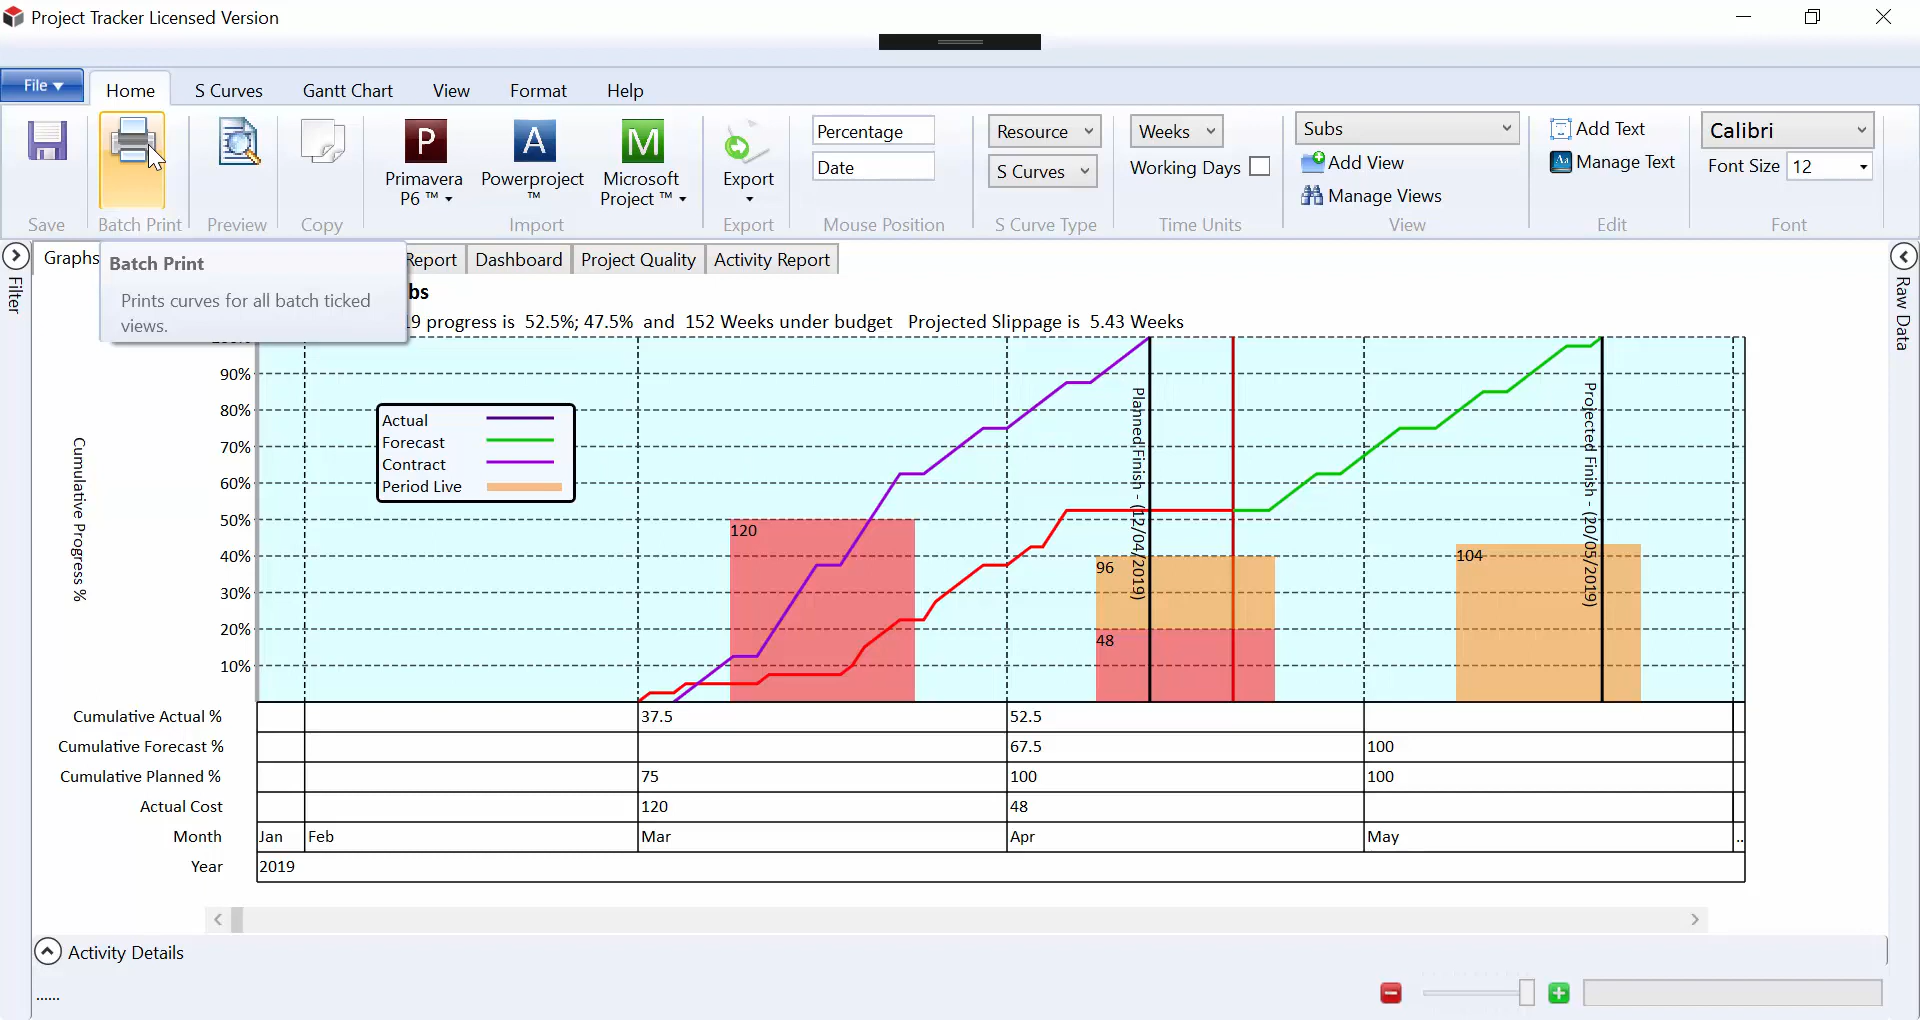 Project Tracker Licensed Version
File
Home
S Curves
Gantt Chart
View
Format
Help
Primavera
P6 ™
Powerproject
™
Microsoft
Project ™
Export
Percentage
Date
Resource
S Curves
Weeks
Working Days
Subs
Add View
Manage Views
Add Text
Manage Text
Calibri
Font Size 12
Save
Batch Print
Preview
Copy
Import
Export
Mouse Position
S Curve Type
Time Units
View
Edit
Font
Filter
Graphs
Report
Dashboard
Project Quality
Activity Report
Raw Data
Batch Print
Prints curves for all batch ticked
views.
bs
9 progress is 52.5%; 47.5% and 152 Weeks under budget Projected Slippage is 5.43 Weeks
Cumulative Progress %
90%
80%
70%
60%
50%
40%
30%
20%
10%
Actual
Forecast
Contract
Period Live
120
96
48
104
Planned Finish - (12/04/2019)
Projected Finish - (20/05/2019)
Cumulative Actual % 37.5 52.5
Cumulative Forecast % 67.5 100
Cumulative Planned % 75 100 100
Actual Cost 120 48
Month Jan Feb Mar Apr May ..
Year 2019
Activity Details
......